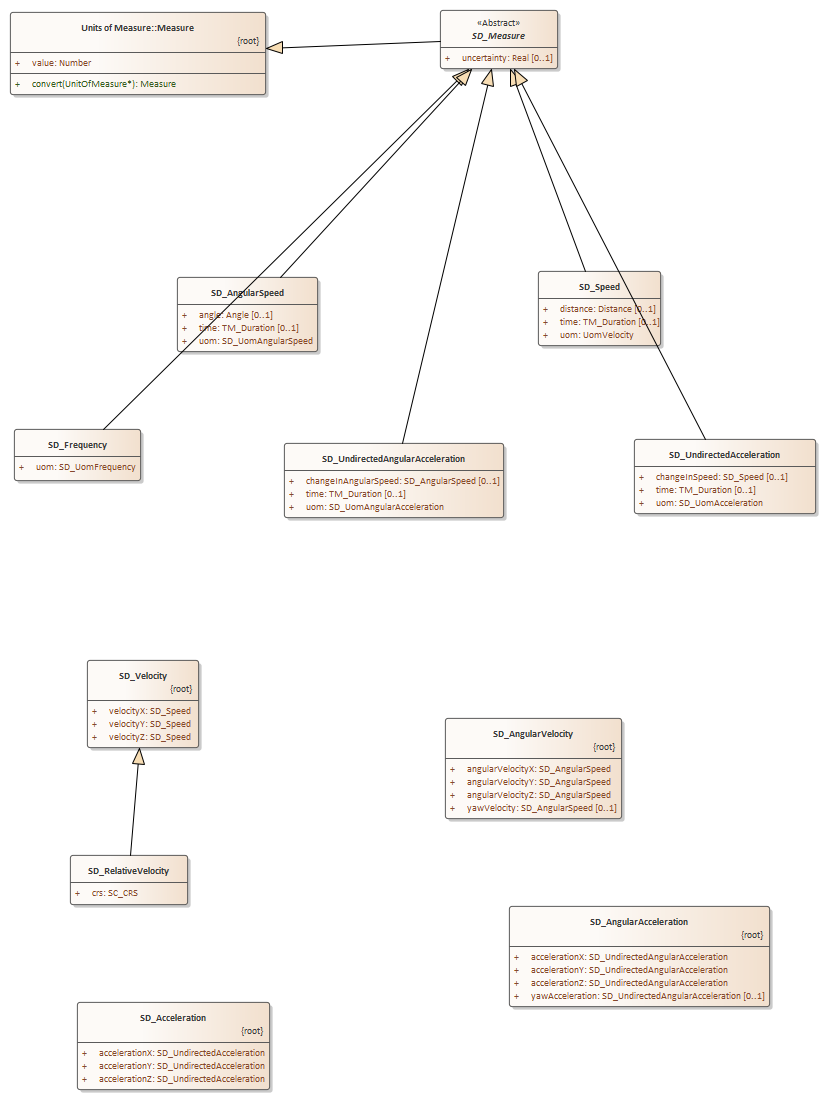 Units of Measure::Measure
{root}
+ value: Number
+ convert(UnitOfMeasure*): Measure
«Abstract»
SD_Measure
+ uncertainty: Real [0..1]
SD_AngularSpeed
+ angle: Angle [0..1]
+ time: TM_Duration [0..1]
+ uom: SD_UomAngularSpeed
SD_Speed
+ distance: Distance [0..1]
+ time: TM_Duration [0..1]
+ uom: UomVelocity
SD_Frequency
+ uom: SD_UomFrequency
SD_UndirectedAngularAcceleration
+ changeInAngularSpeed: SD_AngularSpeed [0..1]
+ time: TM_Duration [0..1]
+ uom: SD_UomAngularAcceleration
SD_UndirectedAcceleration
+ changeInSpeed: SD_Speed [0..1]
+ time: TM_Duration [0..1]
+ uom: SD_UomAcceleration
SD_Velocity
{root}
+ velocityX: SD_Speed
+ velocityY: SD_Speed
+ velocityZ: SD_Speed
SD_AngularVelocity
{root}
+ angularVelocityX: SD_AngularSpeed
+ angularVelocityY: SD_AngularSpeed
+ angularVelocityZ: SD_AngularSpeed
+ yawVelocity: SD_AngularSpeed [0..1]
SD_RelativeVelocity
+ crs: SC_CRS
SD_AngularAcceleration
{root}
+ accelerationX: SD_UndirectedAngularAcceleration
+ accelerationY: SD_UndirectedAngularAcceleration
+ accelerationZ: SD_UndirectedAngularAcceleration
+ yawAcceleration: SD_UndirectedAngularAcceleration [0..1]
SD_Acceleration
{root}
+ accelerationX: SD_UndirectedAcceleration
+ accelerationY: SD_UndirectedAcceleration
+ accelerationZ: SD_UndirectedAcceleration